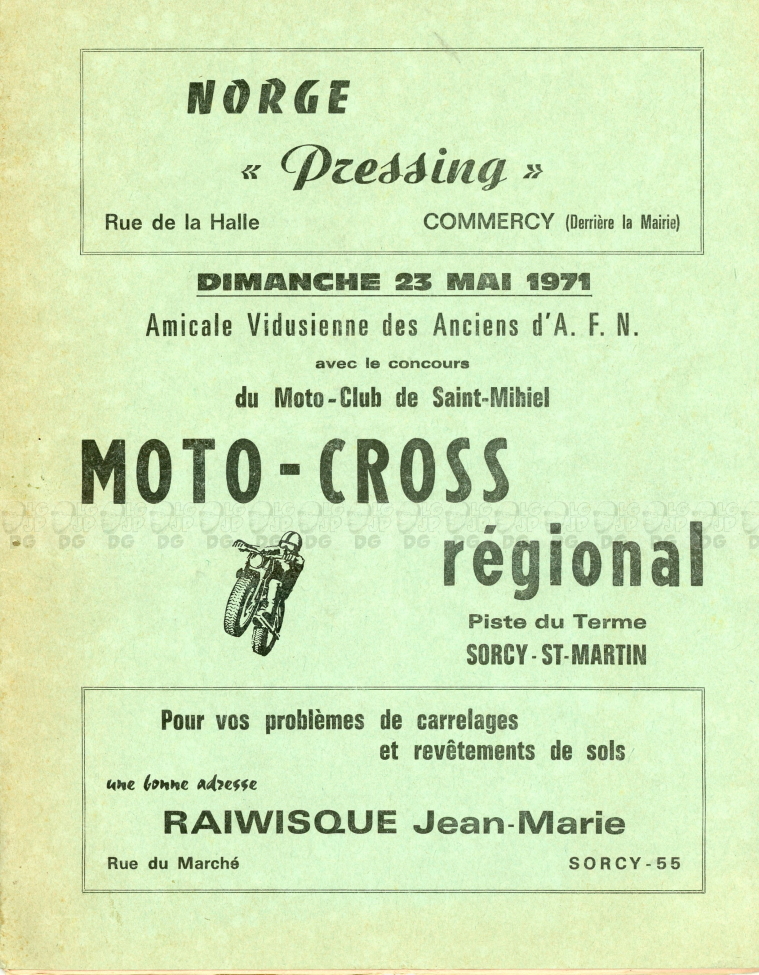 NORGE
« Pressing »
Rue de la Halle COMMERCY (Derrière la Mairie)
DIMANCHE 23 MAI 1971
Amicale Vidusienne des Anciens d'A. F. N.
avec le concours
du Moto-Club de Saint-Mihiel
MOTO-CROSS
régional
Piste du Terme
SORCY-ST-MARTIN
Pour vos problèmes de carrelages
et revêtements de sols
une bonne adresse
RAIWISQUE Jean-Marie
Rue du Marché SORCY-55